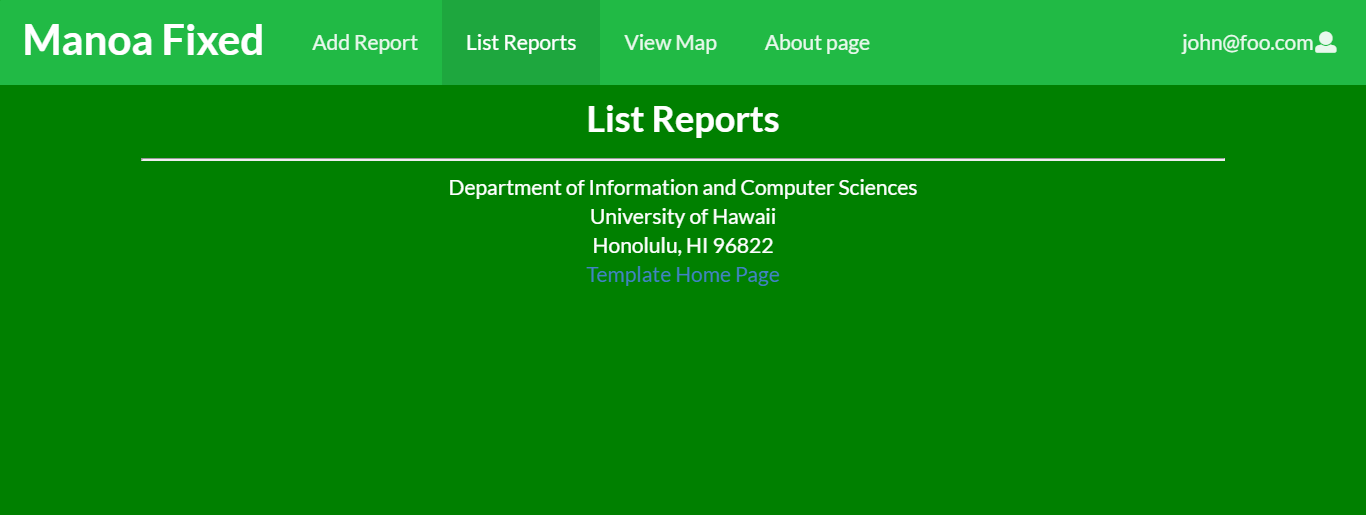 Manoa Fixed Add Report List Reports View Map About page john@foo.com
List Reports
Department of Information and Computer Sciences
University of Hawaii
Honolulu, HI 96822
Template Home Page